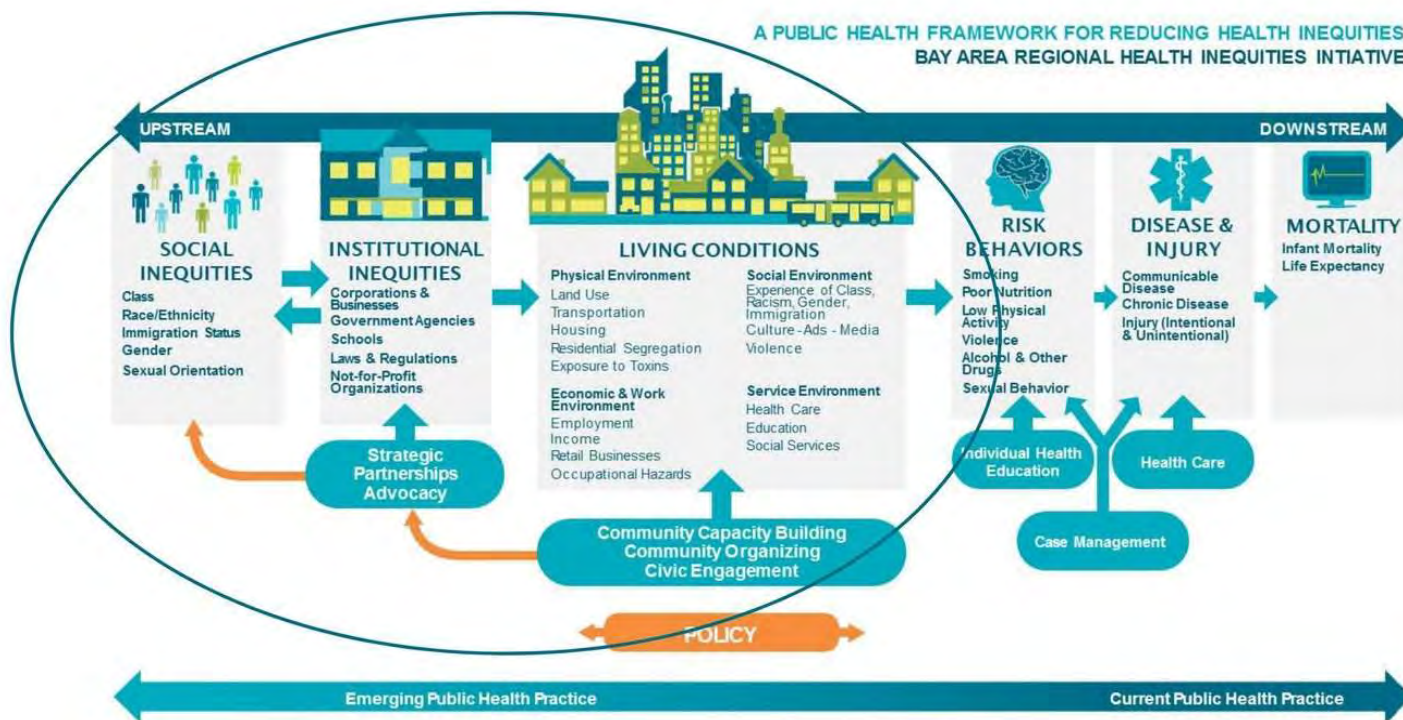 A PUBLIC HEALTH FRAMEWORK FOR REDUCING HEALTH INEQUITIES
BAY AREA REGIONAL HEALTH INEQUITIES INTIATIVE
UPSTREAM
DOWNSTREAM
SOCIAL
INEQUITIES
Class
Race/Ethnicity
Immigration Status
Gender
Sexual Orientation
INSTITUTIONAL
INEQUITIES
Corporations &
Businesses
Government Agencies
Schools
Laws & Regulations
Not-for-Profit
Organizations
Strategic
Partnerships
Advocacy
LIVING CONDITIONS
Physical Environment
Land Use
Transportation
Housing
Residential Segregation
Exposure to Toxins
Economic & Work
Environment
Employment
Income
Retail Businesses
Occupational Hazards
Social Environment
Experience of Class,
Racism, Gender,
Immigration
Culture - Ads - Media
Violence
Service Environment
Health Care
Education
Social Services
Community Capacity Building
Community Organizing
Civic Engagement
RISK
BEHAVIORS
Smoking
Poor Nutrition
Low Physical
Activity
Violence
Alcohol & Other
Drugs
Sexual Behavior
Individual Health
Education
DISEASE &
INJURY
Communicable
Disease
Chronic Disease
Injury (Intentional
& Unintentional)
Health Care
Case Management
MORTALITY
Infant Mortality
Life Expectancy
POLICY
Emerging Public Health Practice
Current Public Health Practice